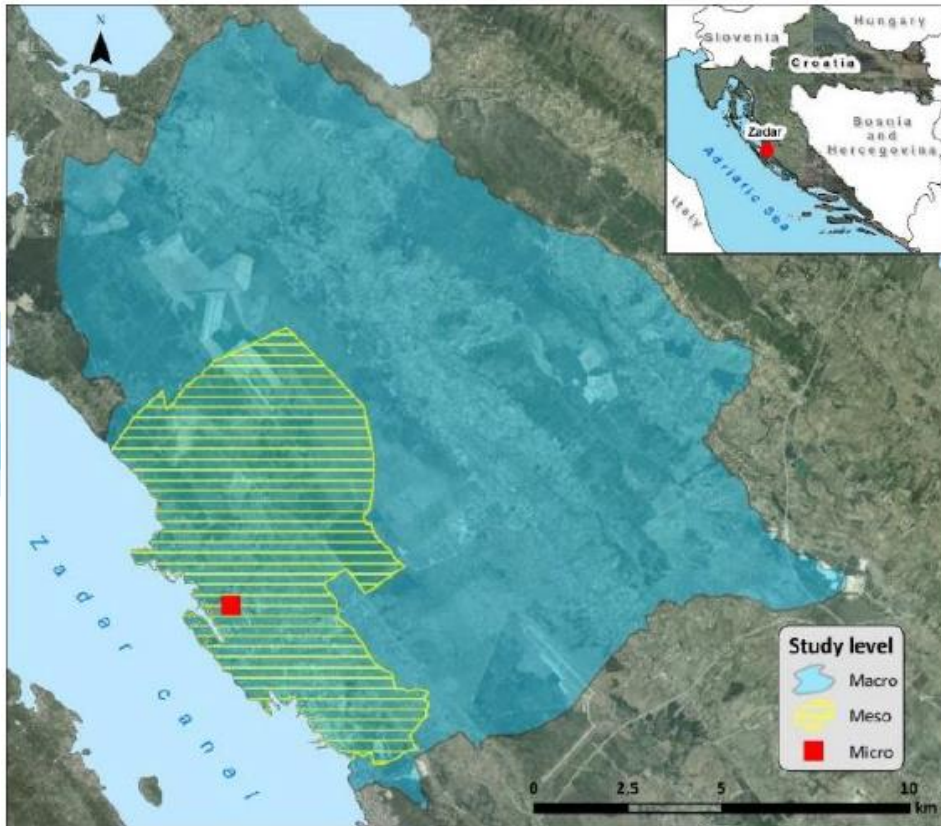 N
Hungary
Slovenia
Croatia
Zadar
Bosnia
and
Hercegovina
Adriatic Sea
Italy
Zadar canal
Study level
Macro
Meso
Micro
0 2,5 5 10
km